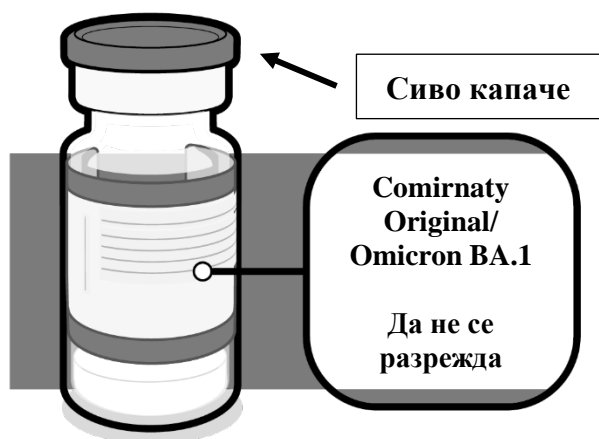 Сиво капаче
Comirnaty
Original/
Omicron BA.1
Да не се
разрежда